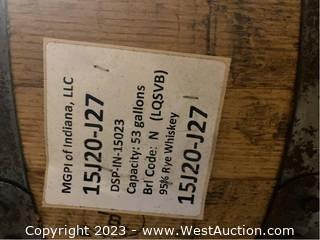 MGPI of Indiana, LLC
15J20-J27
DSP-IN-15023
Capacity: 53 gallons
Brl Code: N (LQSVB)
95% Rye Whiskey
15J20-J27
Copyright 2023 - www.WestAuction.com